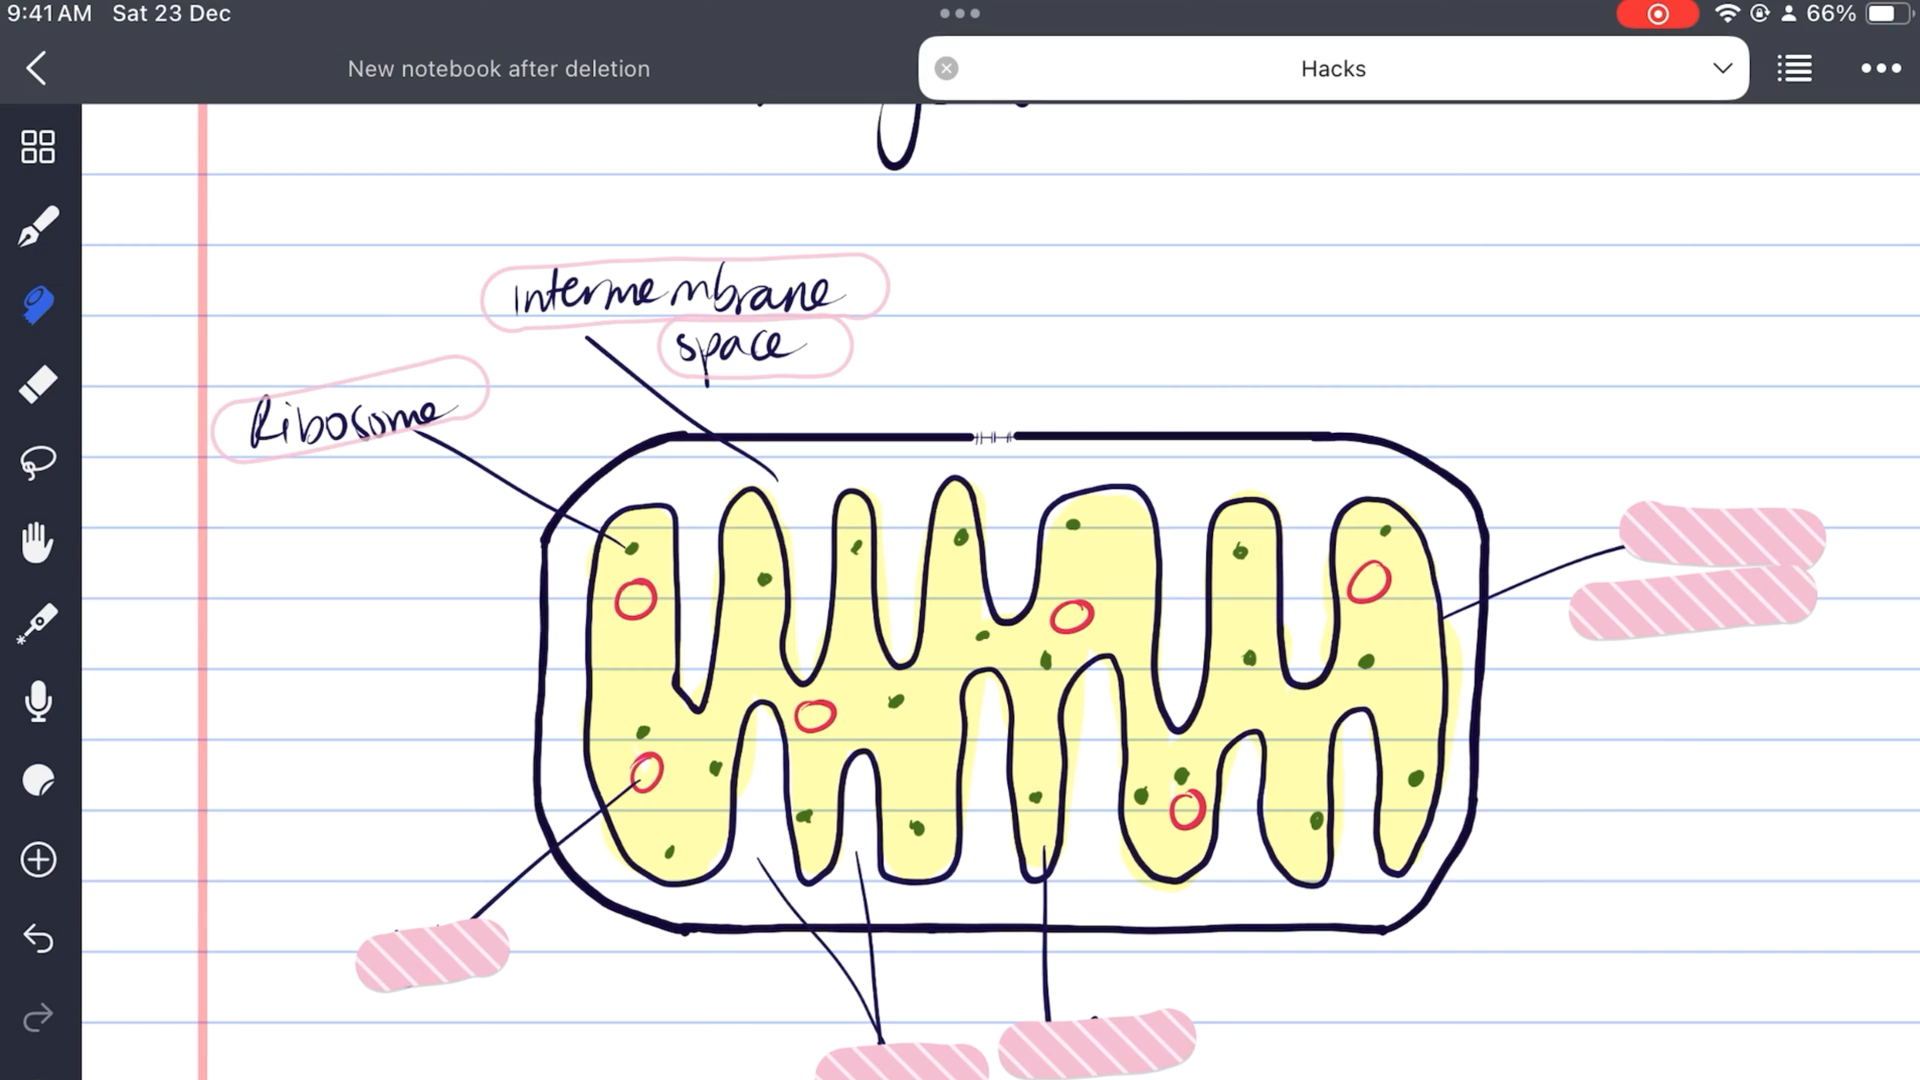 9:41 AM Sat 23 Dec
66%
New notebook after deletion
Hacks
intermembrane
space
Ribosome